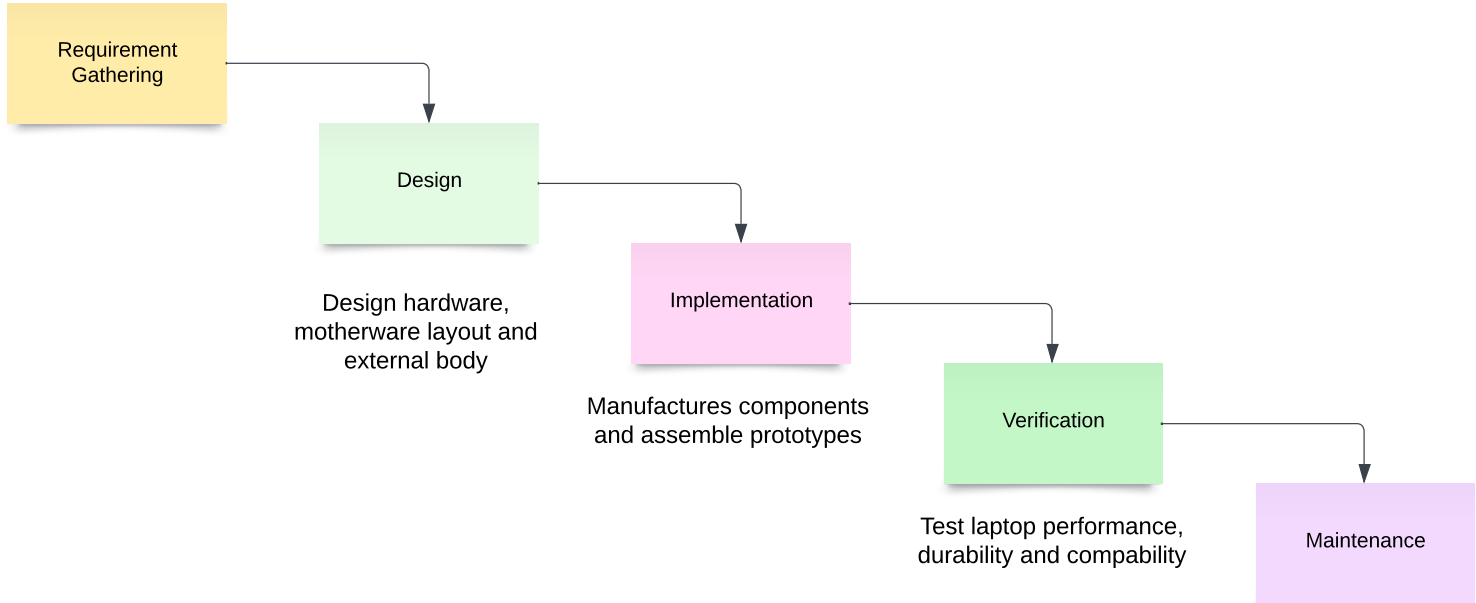 Requirement
Gathering
Design
Design hardware,
motherware layout and
external body
Implementation
Manufactures components
and assemble prototypes
Verification
Test laptop performance,
durability and compability
Maintenance